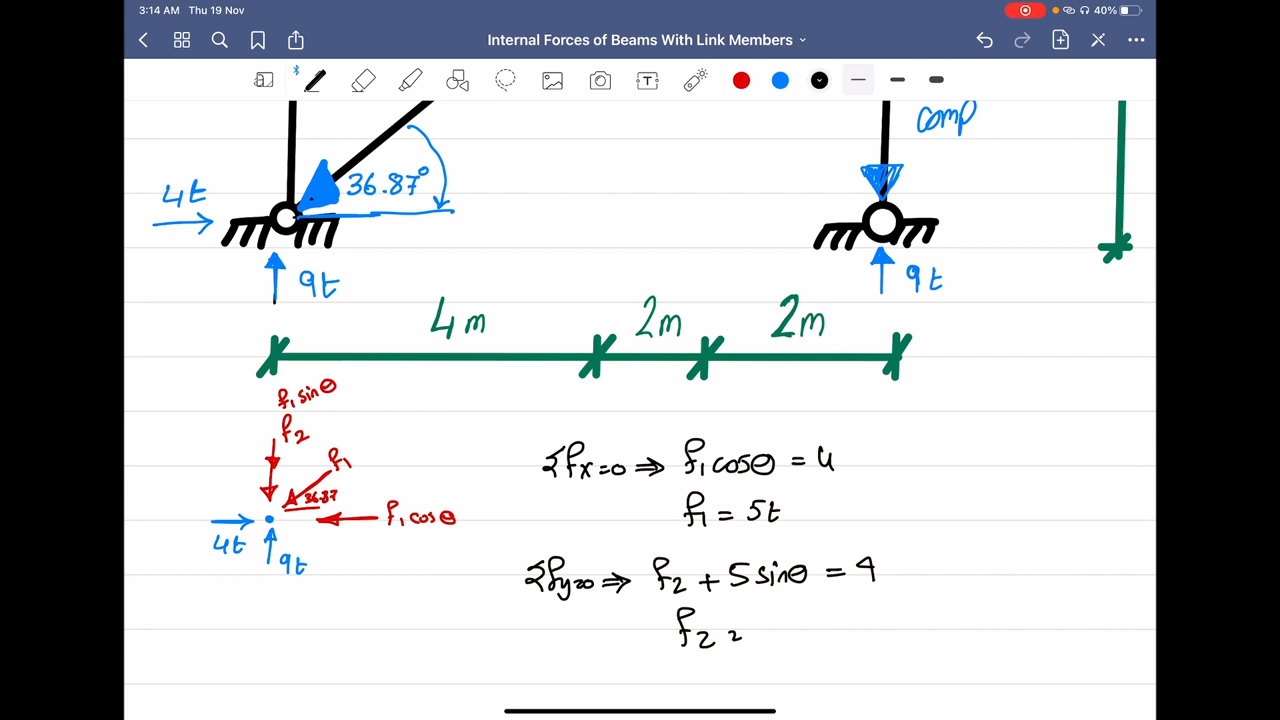 3:14 AM Thu 19 Nov
40%
Internal Forces of Beams With Link Members
comp
36.87°
4t
9t
9t
4m
2m
2m
f1 sinθ
f2
f1
36.87
f1 cosθ
4t
9t
Σfx=0 ⇒ f1 cosθ = 4
f1 = 5t
Σfy=0 ⇒ f2 + 5 sinθ = 9
f2 =